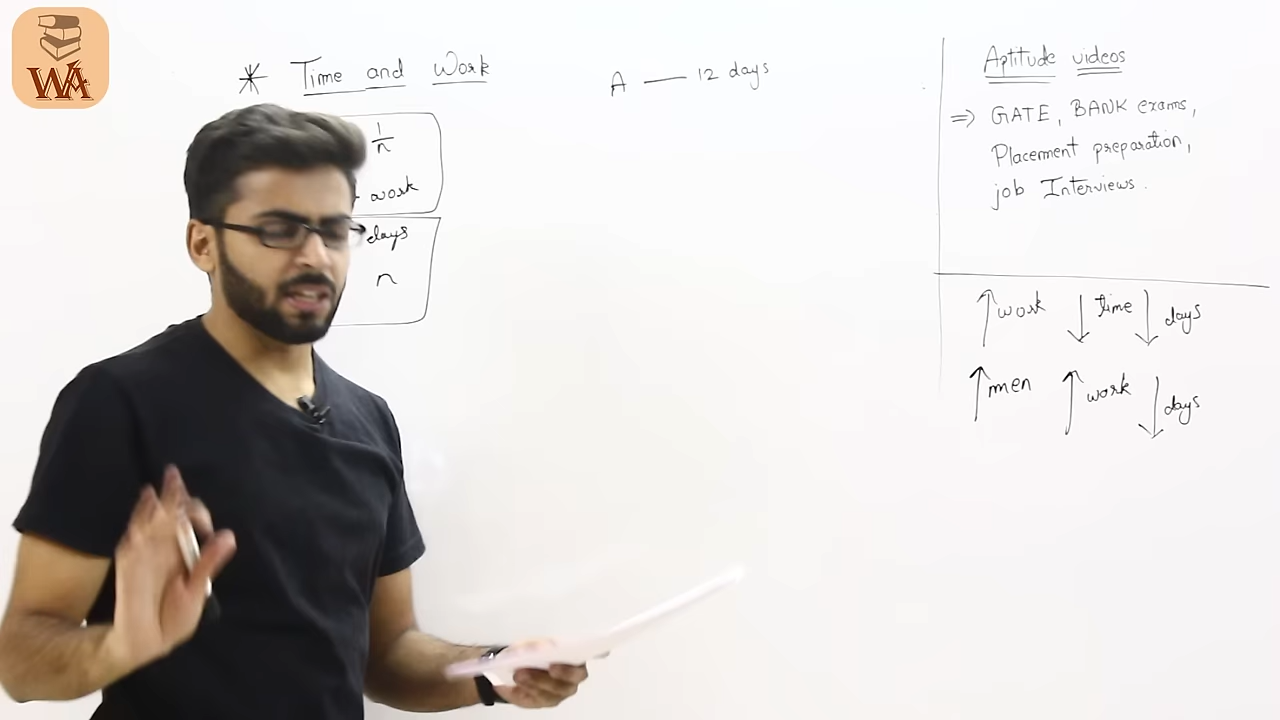 WA
* Time and Work
1/n
work
days
n
A — 12 days
Aptitude videos
⇒ GATE, BANK exams,
Placement preparation,
job Interviews.
↑ work ↓ time ↓ days
↑ men ↑ work ↓ days